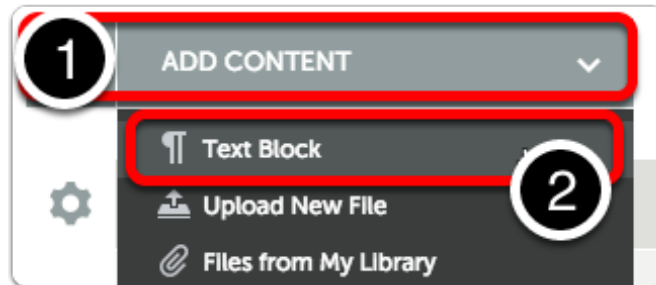 1 ADD CONTENT
¶ Text Block
2
Upload New File
Files from My Library